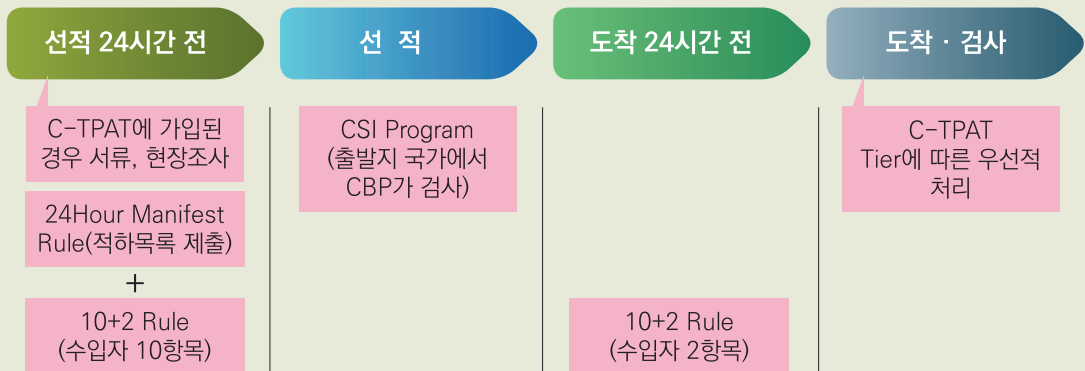 선적 24시간 전
선 적
도착 24시간 전
도착 · 검사
C-TPAT에 가입된
경우 서류, 현장조사
24Hour Manifest
Rule(적하목록 제출)
+
10+2 Rule
(수입자 10항목)
CSI Program
(출발지 국가에서
CBP가 검사)
10+2 Rule
(수입자 2항목)
C-TPAT
Tier에 따른 우선적
처리